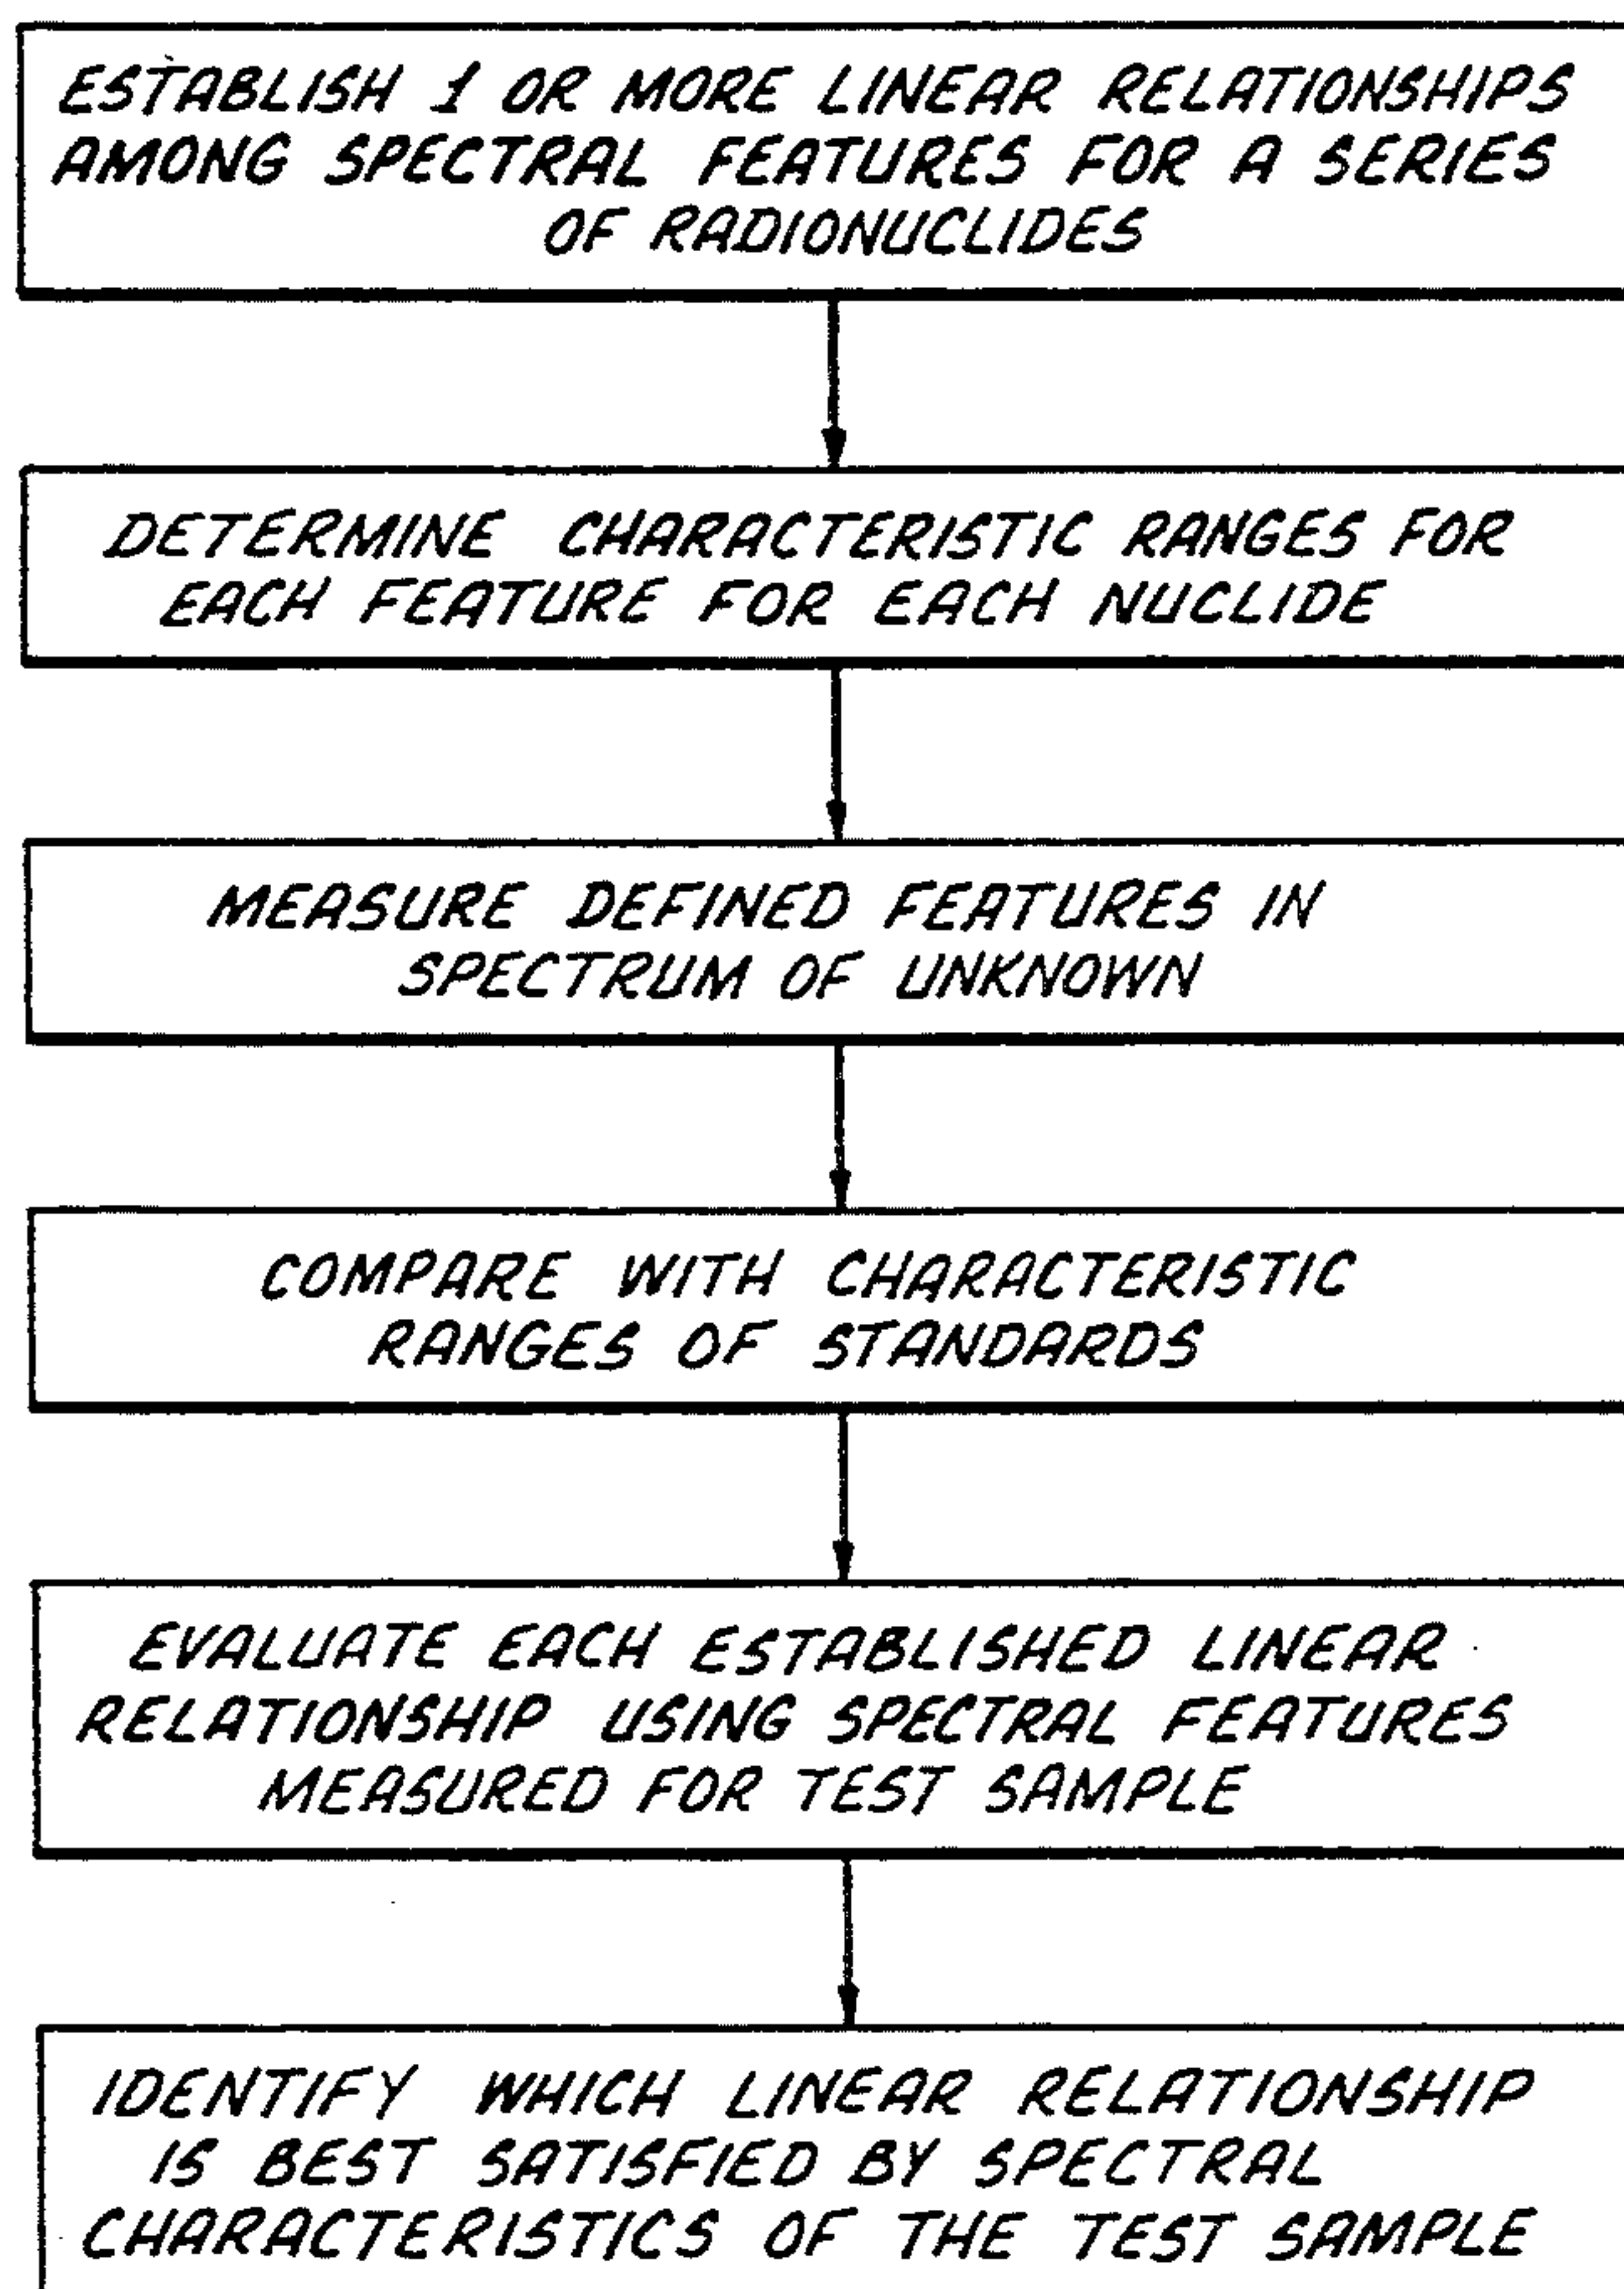 ESTABLISH 1 OR MORE LINEAR RELATIONSHIPS
AMONG SPECTRAL FEATURES FOR A SERIES
OF RADIONUCLIDES
DETERMINE CHARACTERISTIC RANGES FOR
EACH FEATURE FOR EACH NUCLIDE
MEASURE DEFINED FEATURES IN
SPECTRUM OF UNKNOWN
COMPARE WITH CHARACTERISTIC
RANGES OF STANDARDS
EVALUATE EACH ESTABLISHED LINEAR
RELATIONSHIP USING SPECTRAL FEATURES
MEASURED FOR TEST SAMPLE
IDENTIFY WHICH LINEAR RELATIONSHIP
IS BEST SATISFIED BY SPECTRAL
CHARACTERISTICS OF THE TEST SAMPLE